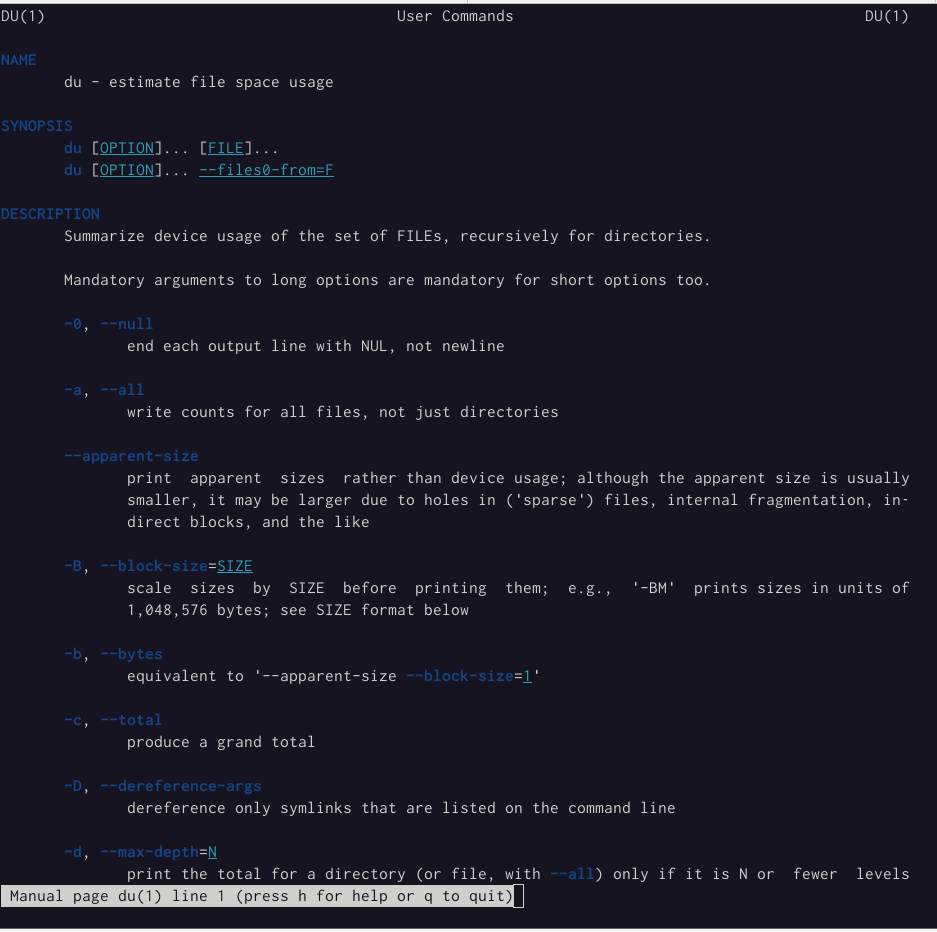 DU(1) User Commands DU(1)
NAME
du - estimate file space usage
SYNOPSIS
du [OPTION]... [FILE]...
du [OPTION]... --files0-from=F
DESCRIPTION
Summarize device usage of the set of FILEs, recursively for directories.
Mandatory arguments to long options are mandatory for short options too.
-0, --null
end each output line with NUL, not newline
-a, --all
write counts for all files, not just directories
--apparent-size
print apparent sizes rather than device usage; although the apparent size is usually
smaller, it may be larger due to holes in ('sparse') files, internal fragmentation, in-
direct blocks, and the like
-B, --block-size=SIZE
scale sizes by SIZE before printing them; e.g., '-BM' prints sizes in units of
1,048,576 bytes; see SIZE format below
-b, --bytes
equivalent to '--apparent-size --block-size=1'
-c, --total
produce a grand total
-D, --dereference-args
dereference only symlinks that are listed on the command line
-d, --max-depth=N
print the total for a directory (or file, with --all) only if it is N or fewer levels
Manual page du(1) line 1 (press h for help or q to quit)